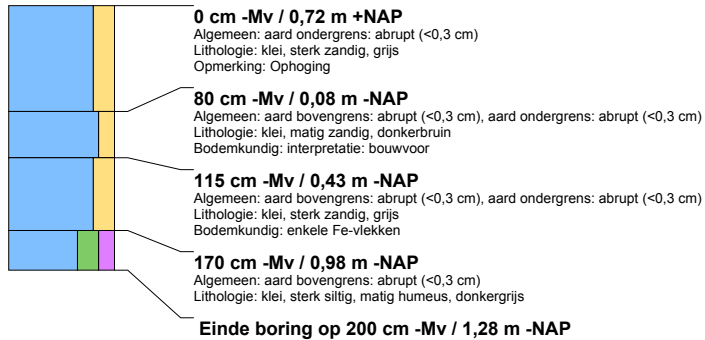 0 cm -Mv / 0,72 m +NAP
Algemeen: aard ondergrens: abrupt (<0,3 cm)
Lithologie: klei, sterk zandig, grijs
Opmerking: Ophoging
80 cm -Mv / 0,08 m -NAP
Algemeen: aard bovengrens: abrupt (<0,3 cm), aard ondergrens: abrupt (<0,3 cm)
Lithologie: klei, matig zandig, donkerbruin
Bodemkundig: interpretatie: bouwvoor
115 cm -Mv / 0,43 m -NAP
Algemeen: aard bovengrens: abrupt (<0,3 cm), aard ondergrens: abrupt (<0,3 cm)
Lithologie: klei, sterk zandig, grijs
Bodemkundig: enkele Fe-vlekken
170 cm -Mv / 0,98 m -NAP
Algemeen: aard bovengrens: abrupt (<0,3 cm)
Lithologie: klei, sterk siltig, matig humeus, donkergrijs
Einde boring op 200 cm -Mv / 1,28 m -NAP